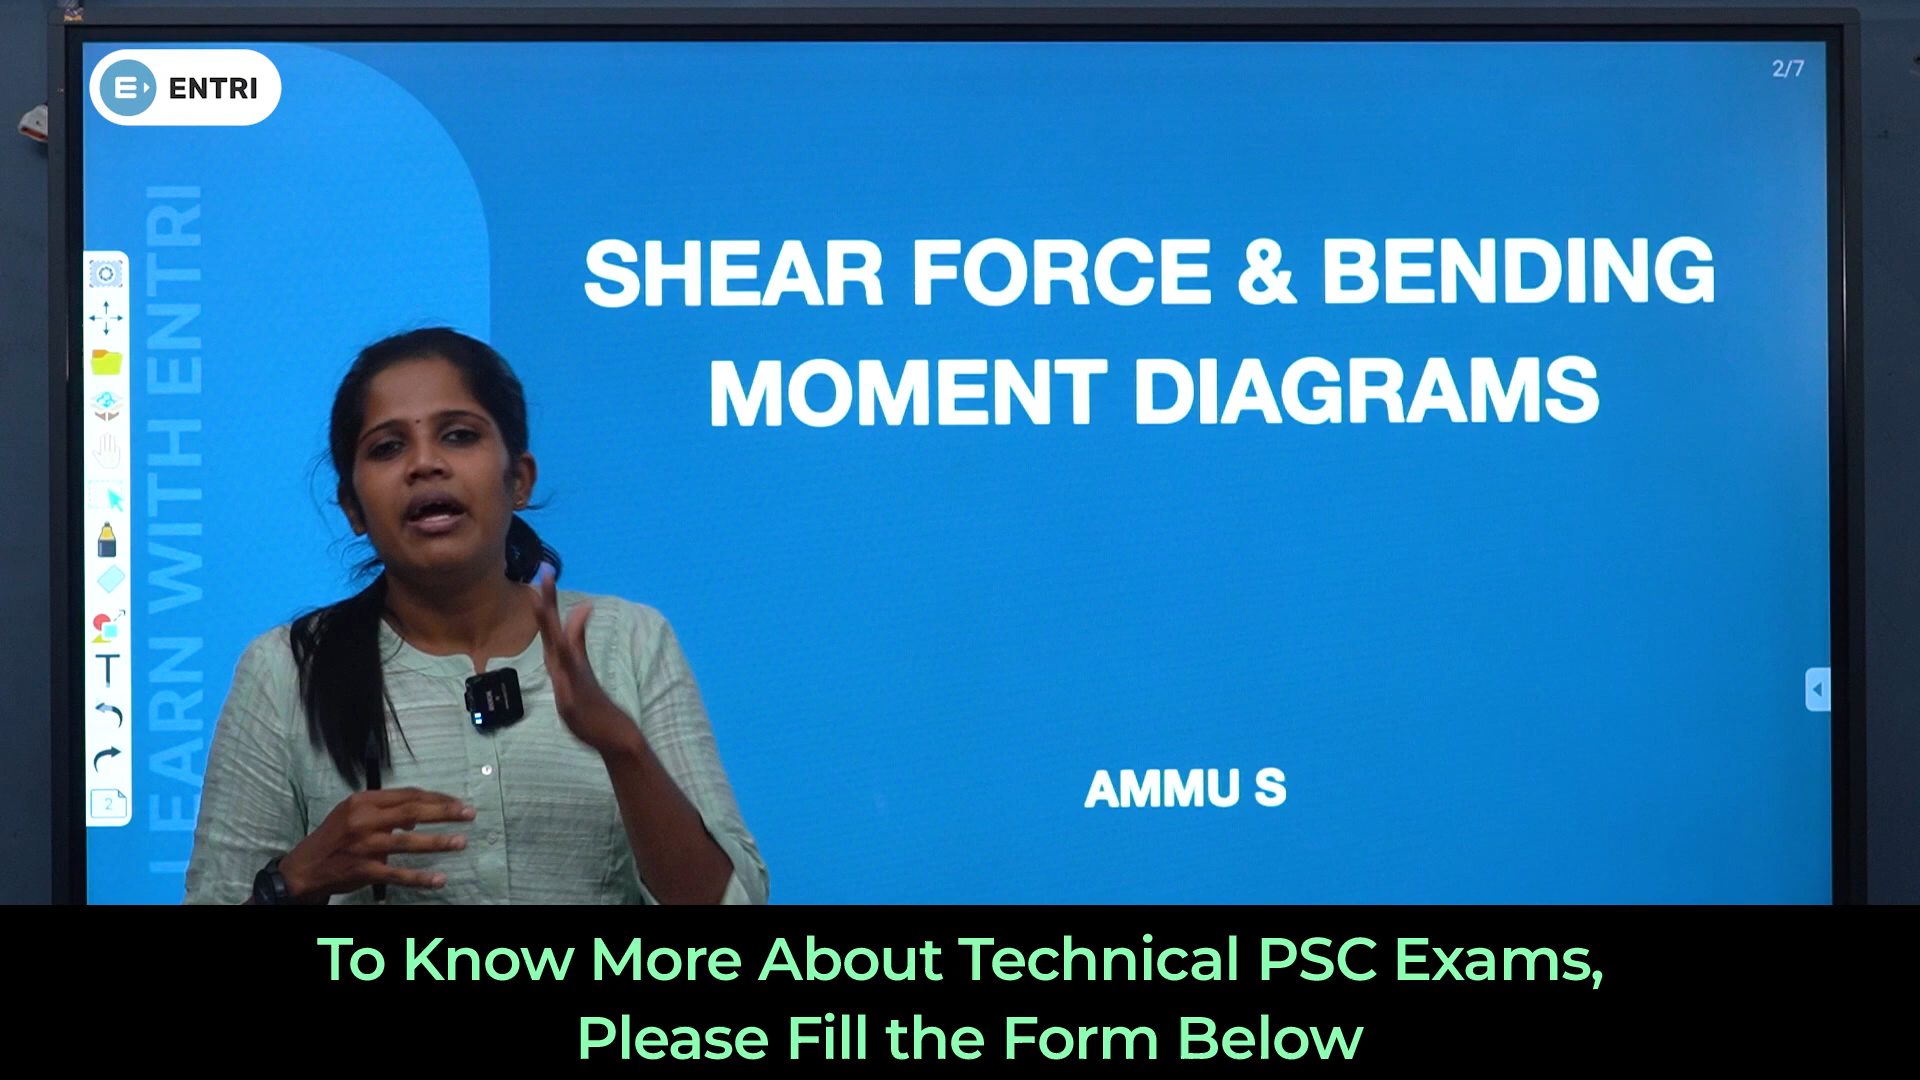 ENTRI
2/7
LEARN WITH ENTRI
SHEAR FORCE & BENDING
MOMENT DIAGRAMS
T
2
AMMU S
To Know More About Technical PSC Exams,
Please Fill the Form Below